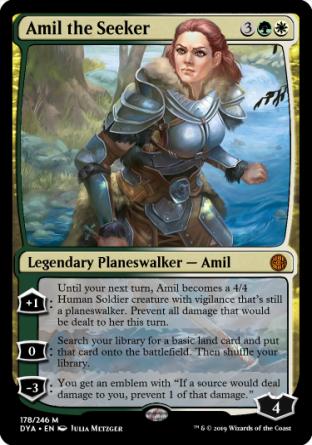 Amil the Seeker 3
Legendary Planeswalker — Amil
+1: Until your next turn, Amil becomes a 4/4
Human Soldier creature with vigilance that's still
a planeswalker. Prevent all damage that would
be dealt to her this turn.
0: Search your library for a basic land card and put
that card onto the battlefield. Then shuffle your
library.
-3: You get an emblem with "If a source would deal
damage to you, prevent 1 of that damage."
4
178/246 M
DYA • EN Julia Metzger
™ & © 2019 Wizards of the Coast